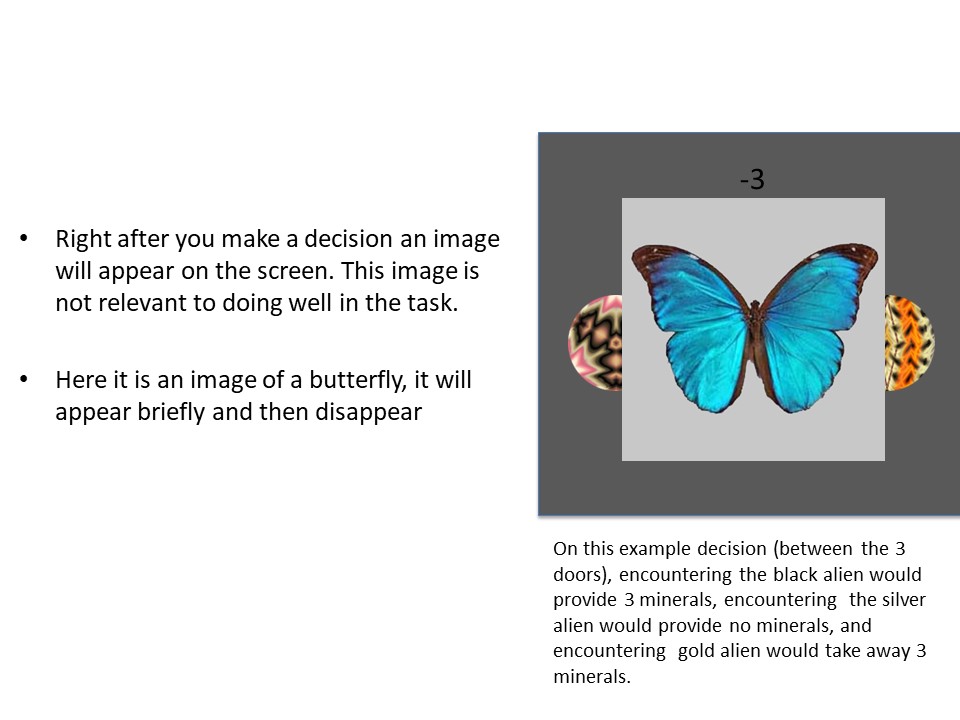 • Right after you make a decision an image
will appear on the screen. This image is
not relevant to doing well in the task.
• Here it is an image of a butterfly, it will
appear briefly and then disappear
-3
On this example decision (between the 3
doors), encountering the black alien would
provide 3 minerals, encountering the silver
alien would provide no minerals, and
encountering gold alien would take away 3
minerals.